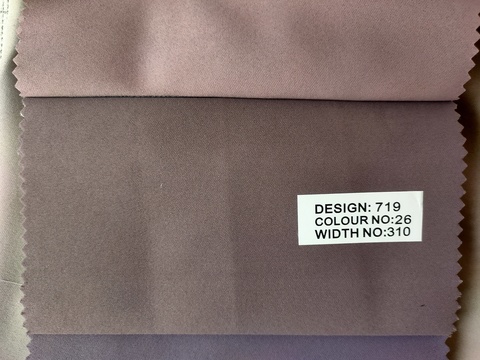 DESIGN: 719
COLOUR NO:26
WIDTH NO:310